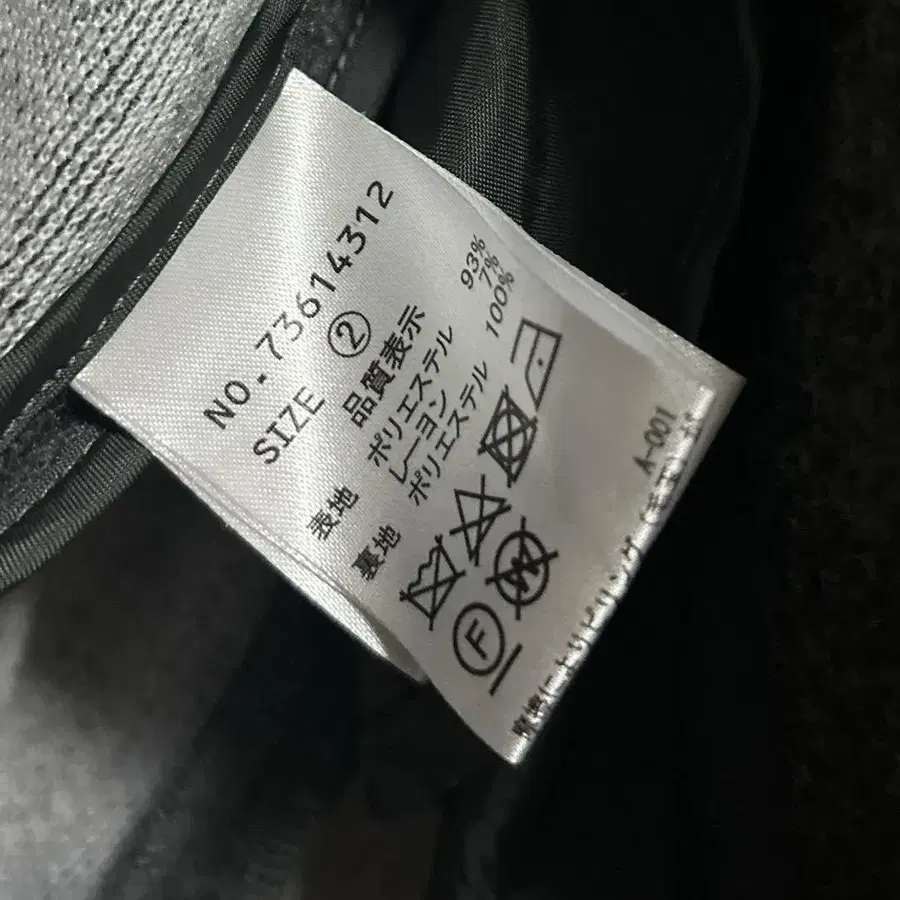 NO.73614312
SIZE ②
品質表示
表地 ポリエステル 93%
レーヨン 7%
裏地 ポリエステル 100%
W
F
A-001